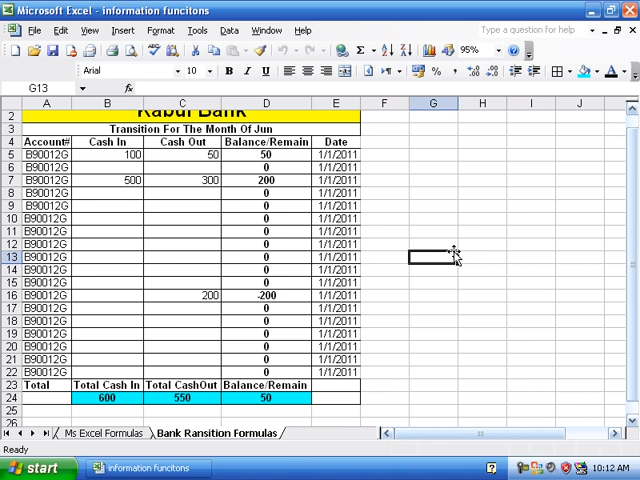 Microsoft Excel - information funcitons
File Edit View Insert Format Tools Data Window Help Type a question for help
95%
Arial 10 B I U
G13 fx
A B C D E F G H I J
2 Kabul Bank
3 Transition For The Month Of Jun
4 Account# Cash In Cash Out Balance/Remain Date
5 B90012G 100 50 50 1/1/2011
6 B90012G 0 1/1/2011
7 B90012G 500 300 200 1/1/2011
8 B90012G 0 1/1/2011
9 B90012G 0 1/1/2011
10 B90012G 0 1/1/2011
11 B90012G 0 1/1/2011
12 B90012G 0 1/1/2011
13 B90012G 0 1/1/2011
14 B90012G 0 1/1/2011
15 B90012G 0 1/1/2011
16 B90012G 200 -200 1/1/2011
17 B90012G 0 1/1/2011
18 B90012G 0 1/1/2011
19 B90012G 0 1/1/2011
20 B90012G 0 1/1/2011
21 B90012G 0 1/1/2011
22 B90012G 0 1/1/2011
23 Total Total Cash In Total CashOut Balance/Remain
24 600 550 50
25
26
Ms Excel Formulas Bank Ransition Formulas
Ready
start information funcitons 10:12 AM